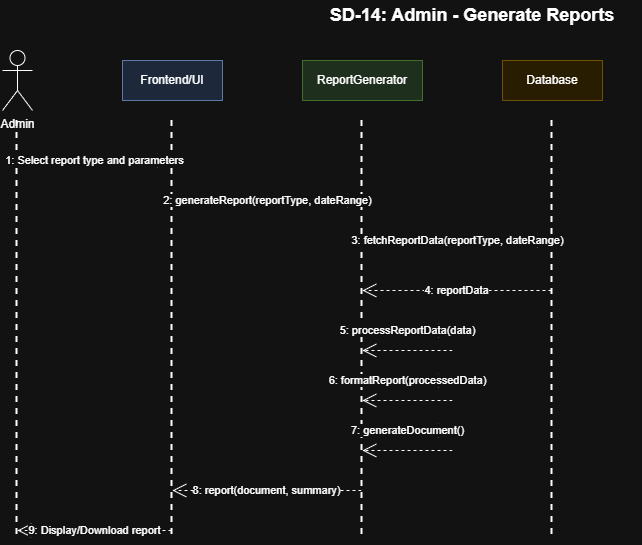 SD-14: Admin - Generate Reports
Frontend/UI
ReportGenerator
Database
Admin
1: Select report type and parameters
2: generateReport(reportType, dateRange)
3: fetchReportData(reportType, dateRange)
4: reportData
5: processReportData(data)
6: formatReport(processedData)
7: generateDocument()
8: report(document, summary)
9: Display/Download report